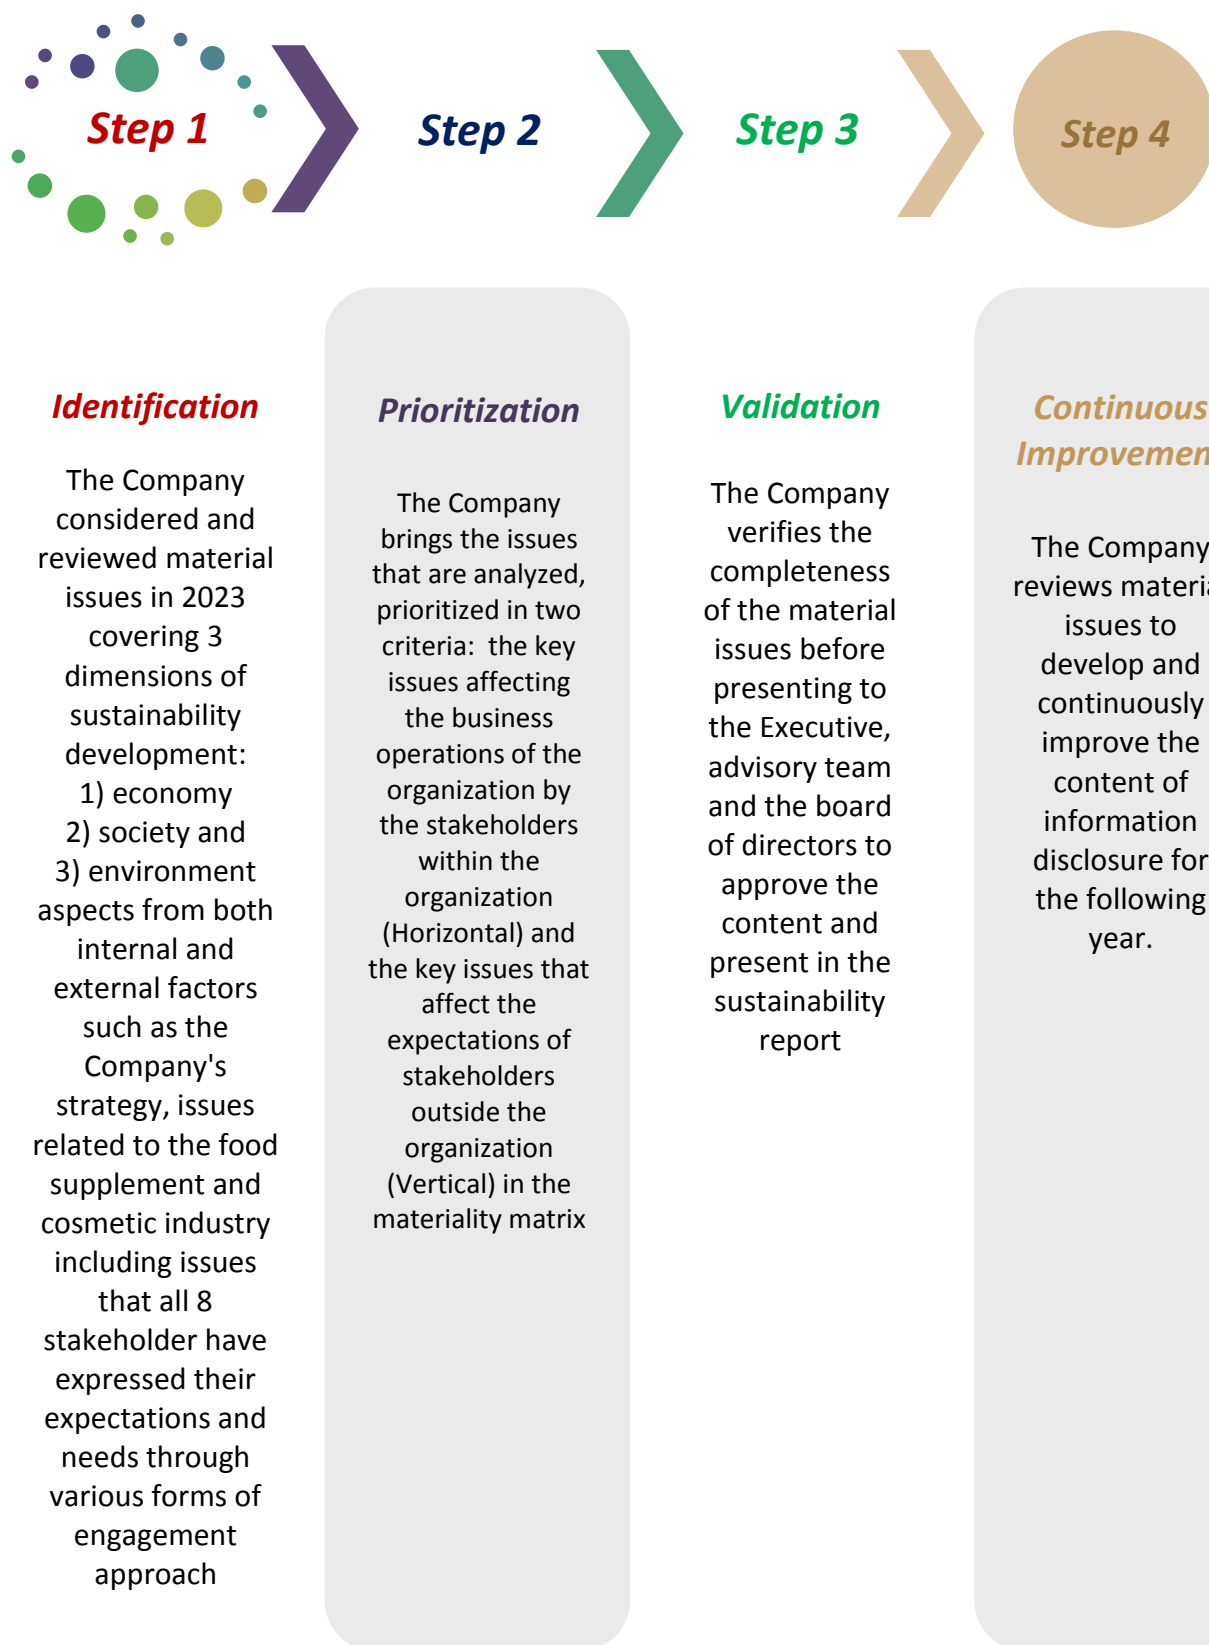 Step 1
Step 2
Step 3
Step 4
Identification
The Company
considered and
reviewed material
issues in 2023
covering 3
dimensions of
sustainability
development:
1) economy
2) society and
3) environment
aspects from both
internal and
external factors
such as the
Company's
strategy, issues
related to the food
supplement and
cosmetic industry
including issues
that all 8
stakeholder have
expressed their
expectations and
needs through
various forms of
engagement
approach
Prioritization
The Company
brings the issues
that are analyzed,
prioritized in two
criteria:  the key
issues affecting
the business
operations of the
organization by
the stakeholders
within the
organization
(Horizontal) and
the key issues that
affect the
expectations of
stakeholders
outside the
organization
(Vertical) in the
materiality matrix
Validation
The Company
verifies the
completeness
of the material
issues before
presenting to
the Executive,
advisory team
and the board
of directors to
approve the
content and
present in the
sustainability
report
Continuous
Improvemen
The Company
reviews materia
issues to
develop and
continuously
improve the
content of
information
disclosure for
the following
year.